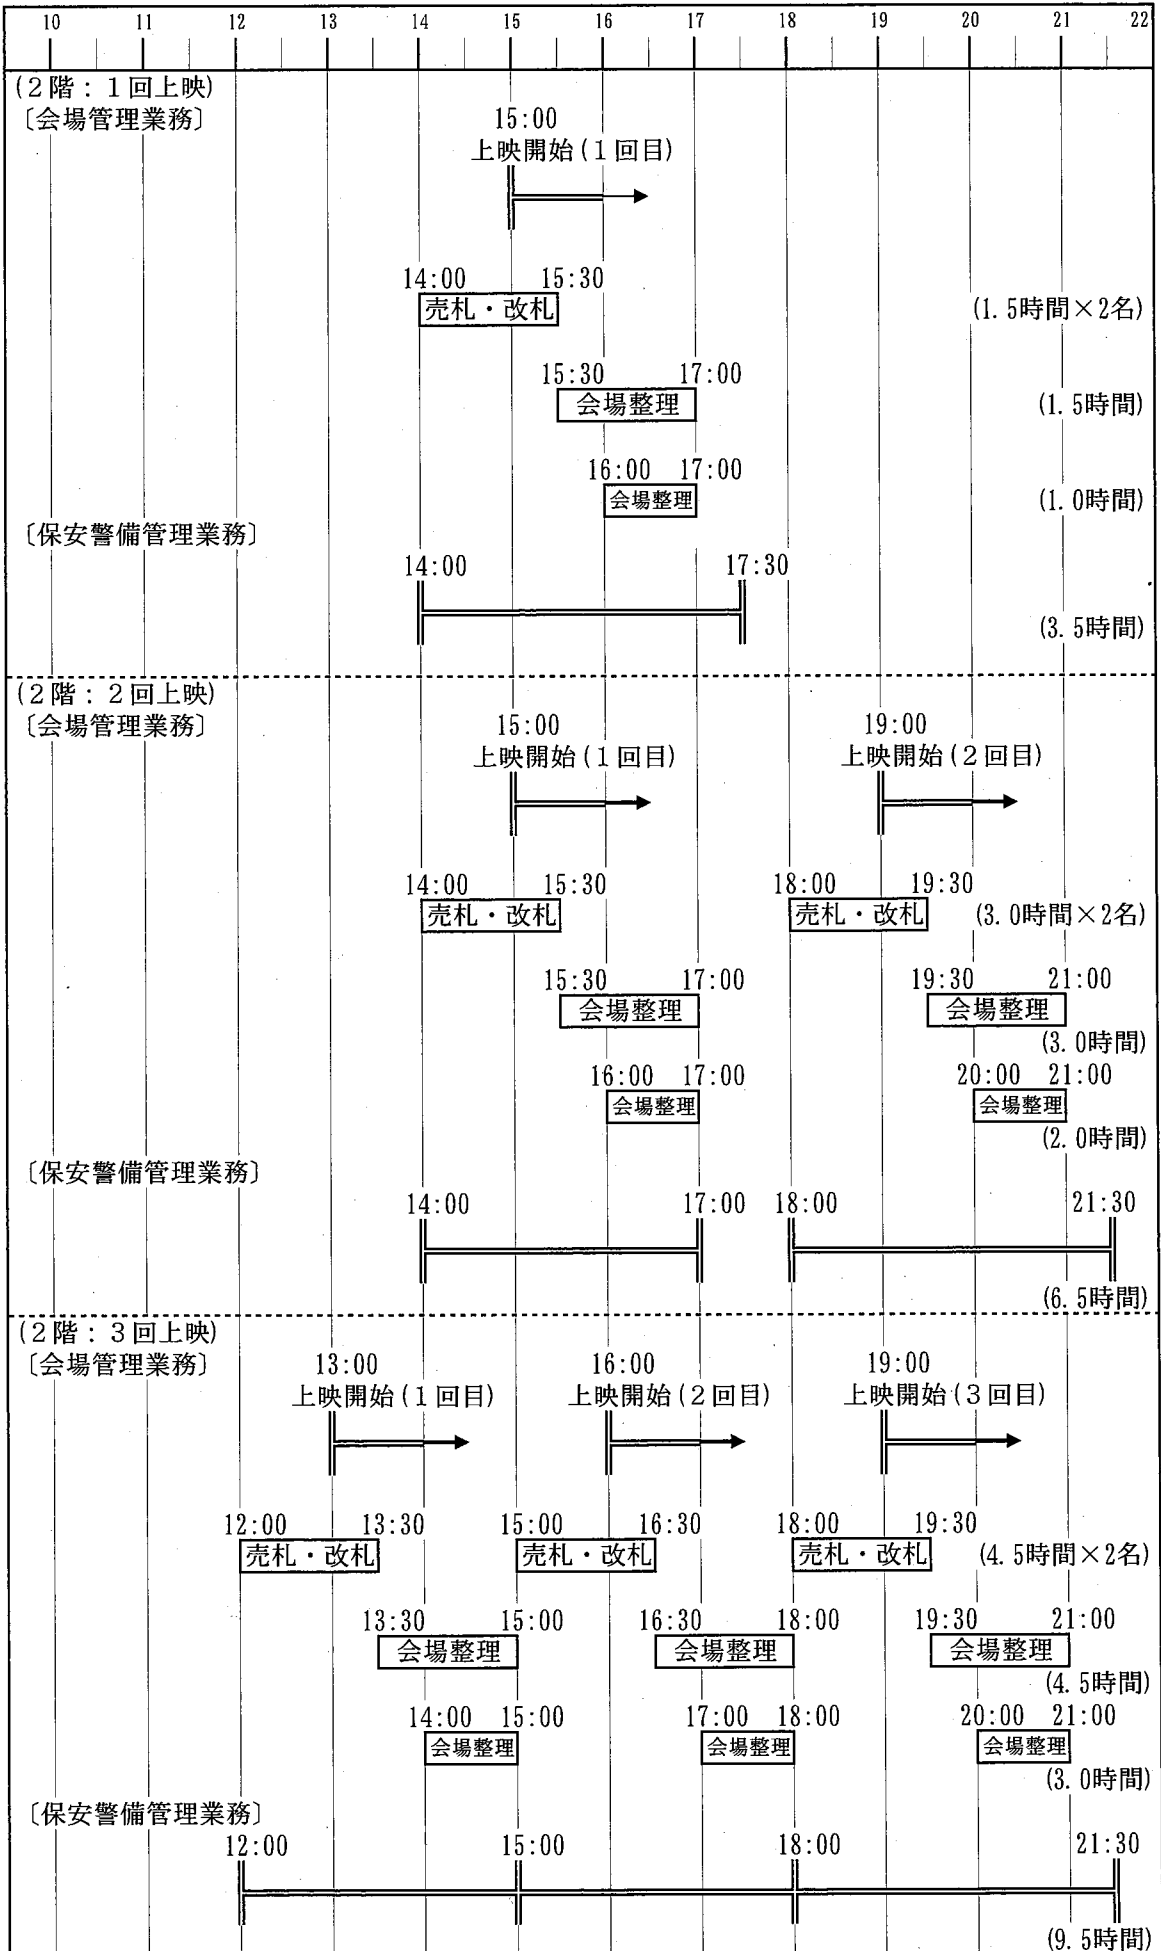 10 11 12 13 14 15 16 17 18 19 20 21 22
(2階：1回上映)
〔会場管理業務〕
15:00
上映開始(1回目)
14:00 15:30
売札・改札 (1.5時間×2名)
15:30 17:00
会場整理 (1.5時間)
16:00 17:00
会場整理 (1.0時間)
〔保安警備管理業務〕
14:00 17:30
(3.5時間)
(2階：2回上映)
〔会場管理業務〕
15:00 19:00
上映開始(1回目) 上映開始(2回目)
14:00 15:30 18:00 19:30
売札・改札 売札・改札 (3.0時間×2名)
15:30 17:00 19:30 21:00
会場整理 会場整理
(3.0時間)
16:00 17:00 20:00 21:00
会場整理 会場整理
(2.0時間)
〔保安警備管理業務〕
14:00 17:00 18:00 21:30
(6.5時間)
(2階：3回上映)
〔会場管理業務〕
13:00 16:00 19:00
上映開始(1回目) 上映開始(2回目) 上映開始(3回目)
12:00 13:30 15:00 16:30 18:00 19:30
売札・改札 売札・改札 売札・改札 (4.5時間×2名)
13:30 15:00 16:30 18:00 19:30 21:00
会場整理 会場整理 会場整理
(4.5時間)
14:00 15:00 17:00 18:00 20:00 21:00
会場整理 会場整理 会場整理
(3.0時間)
〔保安警備管理業務〕
12:00 15:00 18:00 21:30
(9.5時間)